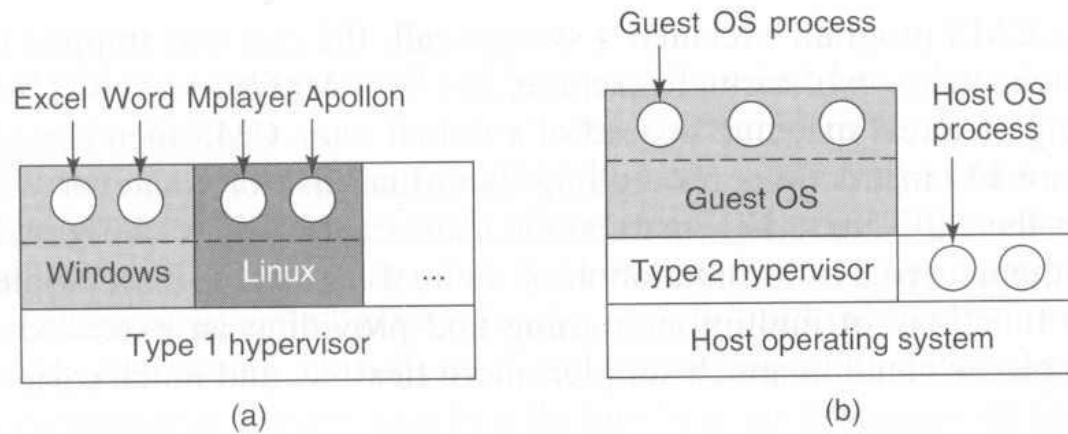 Guest OS process
Excel Word Mplayer Apollon
Host OS
process
Guest OS
Windows
Linux
...
Type 2 hypervisor
Type 1 hypervisor
Host operating system
(a)
(b)